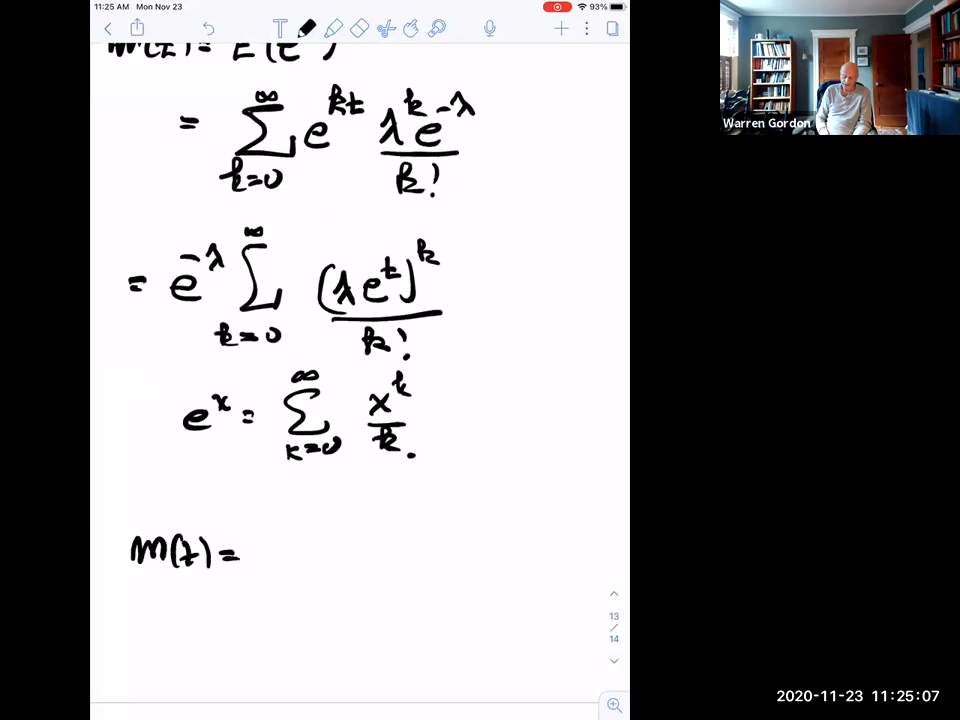 11:25 AM Mon Nov 23
93%
T
m(t) = E(e )
= ∞ Σ k=0 e^kt λ^k e^-λ / k!
= e^-λ ∞ Σ k=0 (λe^t)^k / k!
e^x = ∞ Σ k=0 x^k / k.
m(t) =
13
/
14
Warren Gordon
2020-11-23 11:25:07